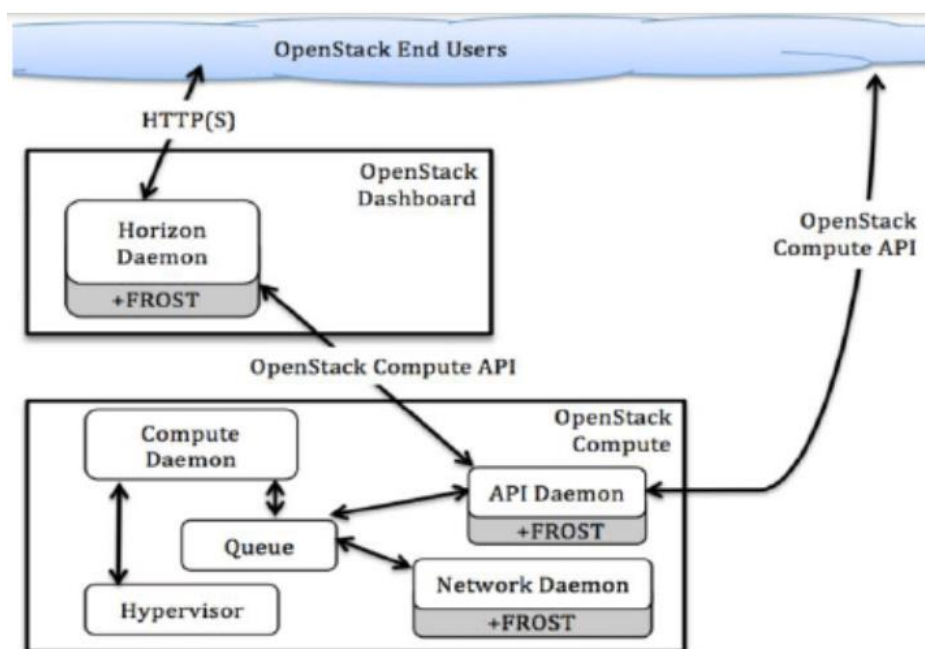 OpenStack End Users
HTTP(S)
OpenStack
Dashboard
Horizon
Daemon
+FROST
OpenStack
Compute API
OpenStack Compute API
OpenStack
Compute
Compute
Daemon
API Daemon
+FROST
Queue
Network Daemon
+FROST
Hypervisor